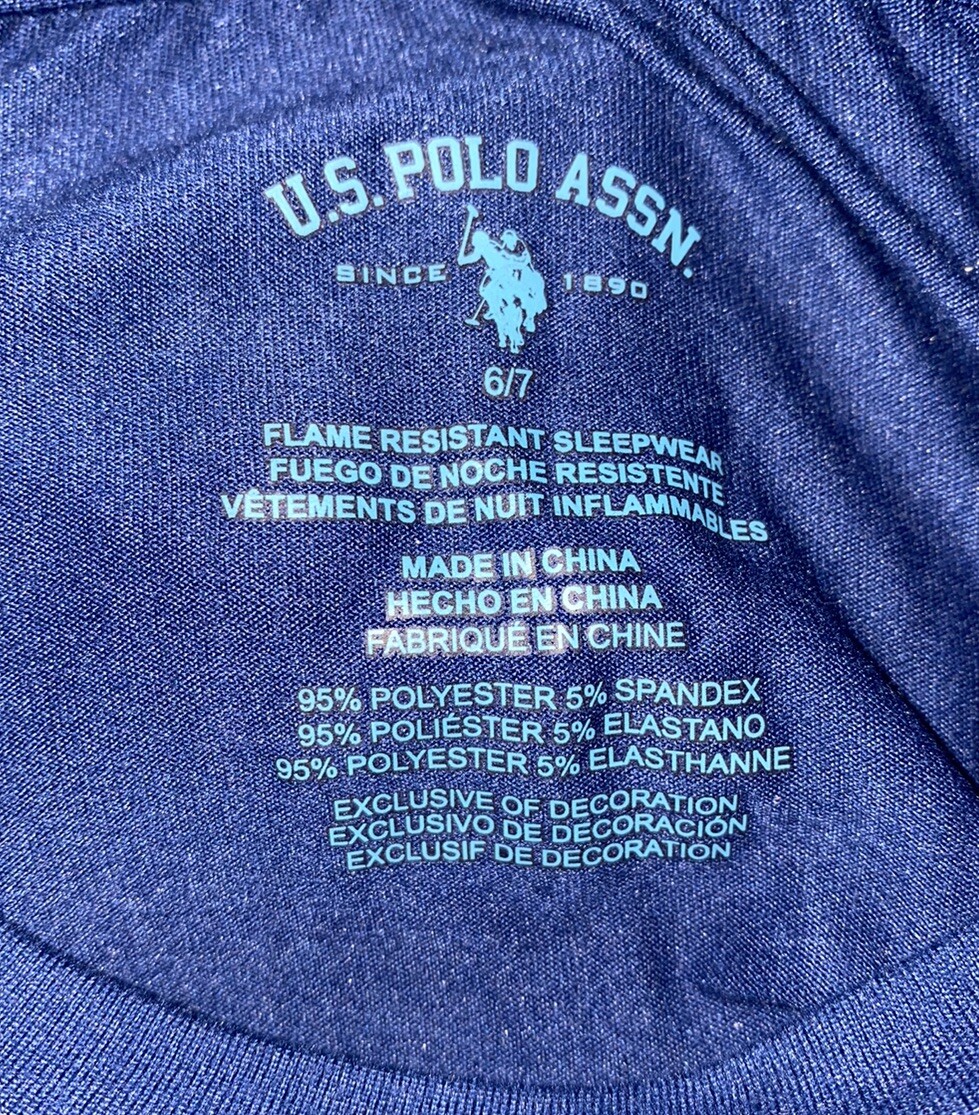 U.S. POLO ASSN.
SINCE 1890
6/7
FLAME RESISTANT SLEEPWEAR
FUEGO DE NOCHE RESISTENTE
VÊTEMENTS DE NUIT INFLAMMABLES
MADE IN CHINA
HECHO EN CHINA
FABRIQUÉ EN CHINE
95% POLYESTER 5% SPANDEX
95% POLIÉSTER 5% ELASTANO
95% POLYESTER 5% ELASTHANNE
EXCLUSIVE OF DECORATION
EXCLUSIVO DE DECORACIÓN
EXCLUSIF DE DECORATION